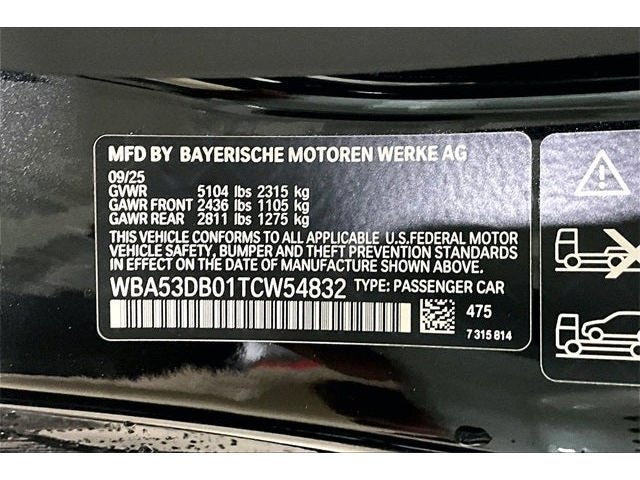 MFD BY BAYERISCHE MOTOREN WERKE AG
09/25
GVWR 5104 lbs 2315 kg
GAWR FRONT 2436 lbs 1105 kg
GAWR REAR 2811 lbs 1275 kg
THIS VEHICLE CONFORMS TO ALL APPLICABLE U.S.FEDERAL MOTOR
VEHICLE SAFETY, BUMPER AND THEFT PREVENTION STANDARDS
IN EFFECT ON THE DATE OF MANUFACTURE SHOWN ABOVE.
WBA53DB01TCW54832 TYPE: PASSENGER CAR
475
7 315 814